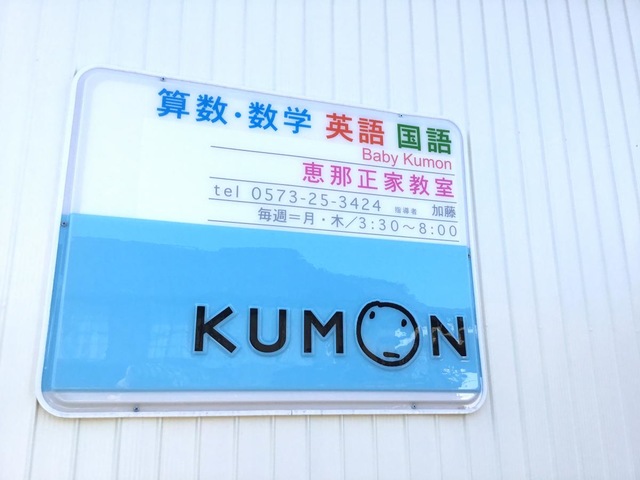 算数・数学 英語 国語
Baby Kumon
恵那正家教室
tel 0573-25-3424 指導者 加藤
毎週=月・木/3:30～8:00
KUMON